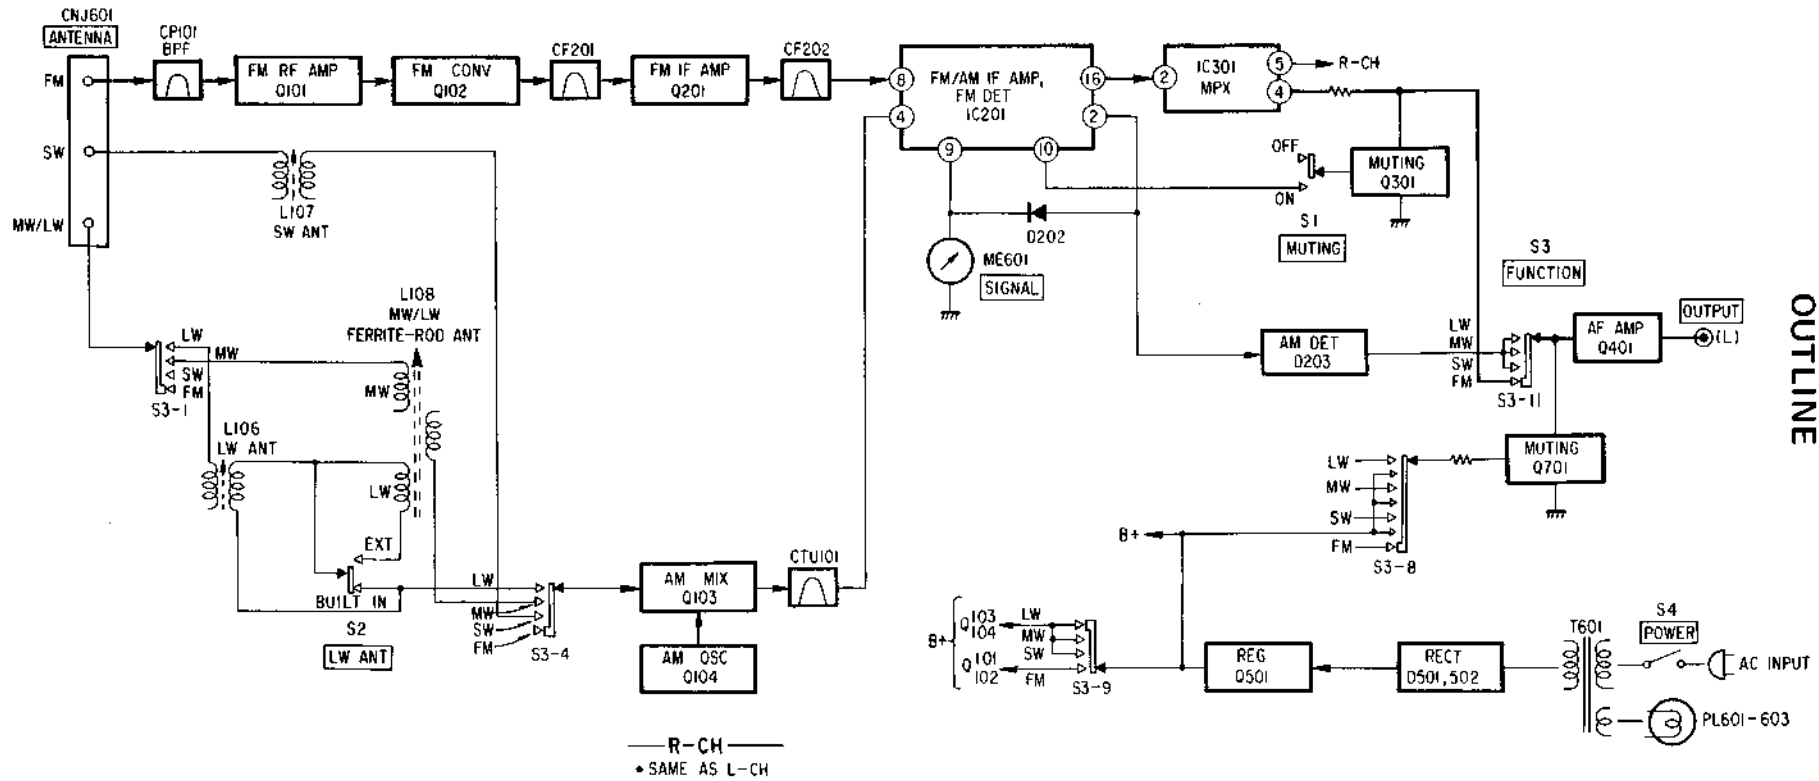 CNJ601
ANTENNA
FM
SW
MW/LW
CP101
BPF
FM RF AMP
Q101
FM CONV
Q102
CF201
FM IF AMP
Q201
CF202
8
4
FM/AM IF AMP,
FM DET
IC201
16
2
9
10
2
IC301
MPX
5
4
R-CH
OFF
ON
S1
MUTING
MUTING
Q301
L107
SW ANT
D202
ME601
SIGNAL
S3
FUNCTION
OUTPUT
(L)
AF AMP
Q401
LW
MW
SW
FM
S3-11
AM DET
D203
MUTING
Q701
OUTLINE
L108
MW/LW
FERRITE-ROD ANT
LW
MW
SW
FM
S3-1
MW
L106
LW ANT
LW
EXT
BUILT IN
S2
LW ANT
LW
MW
SW
FM
S3-4
AM MIX
Q103
AM OSC
Q104
CTU101
LW
MW
SW
FM
S3-8
B+
B+
Q103
104
Q101
102
LW
MW
SW
FM
S3-9
REG
Q501
RECT
D501,502
T601
S4
POWER
AC INPUT
PL601-603
R-CH
• SAME AS L-CH